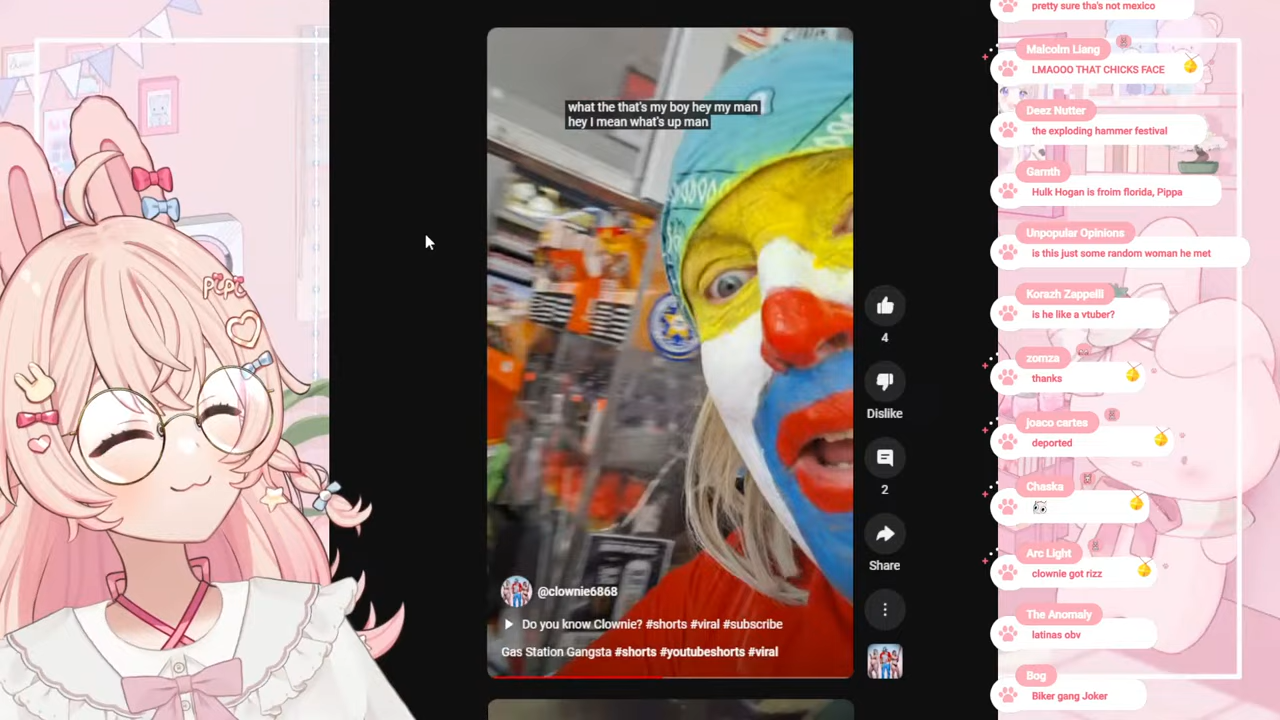 pipi
what the that's my boy hey my man
hey I mean what's up man
4
Dislike
2
Share
@clownie6868
Do you know Clownie? #shorts #viral #subscribe
Gas Station Gangsta #shorts #youtubeshorts #viral
pretty sure tha's not mexico
Malcolm Liang
LMAOOO THAT CHICKS FACE
Deez Nutter
the exploding hammer festival
Garnth
Hulk Hogan is froim florida, Pippa
Unpopular Opinions
is this just some random woman he met
Korazh Zappelli
is he like a vtuber?
zomza
thanks
joaco cartes
deported
Chaska
Arc Light
clownie got rizz
The Anomaly
latinas obv
Bog
Biker gang Joker